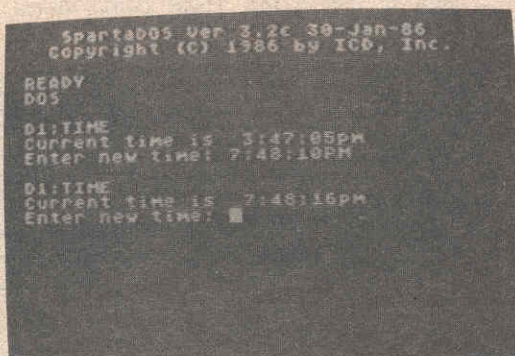 SpartaDOS Ver 3.2c 30-Jan-86
Copyright (C) 1986 by ICD, Inc.
READY
DOS
D1:TIME
Current time is 3:47:05pm
Enter new time: 7:48:10PM
D1:TIME
Current time is 7:48:16pm
Enter new time: